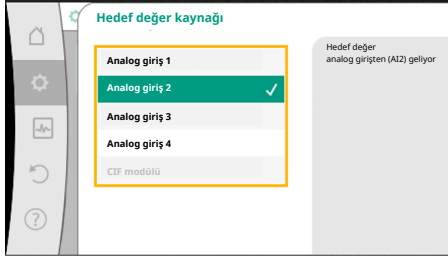 Hedef değer kaynağı
Analog giriş 1
Analog giriş 2
Analog giriş 3
Analog giriş 4
CIF modülü
Hedef değer
analog girişten (AI2) geliyor
?